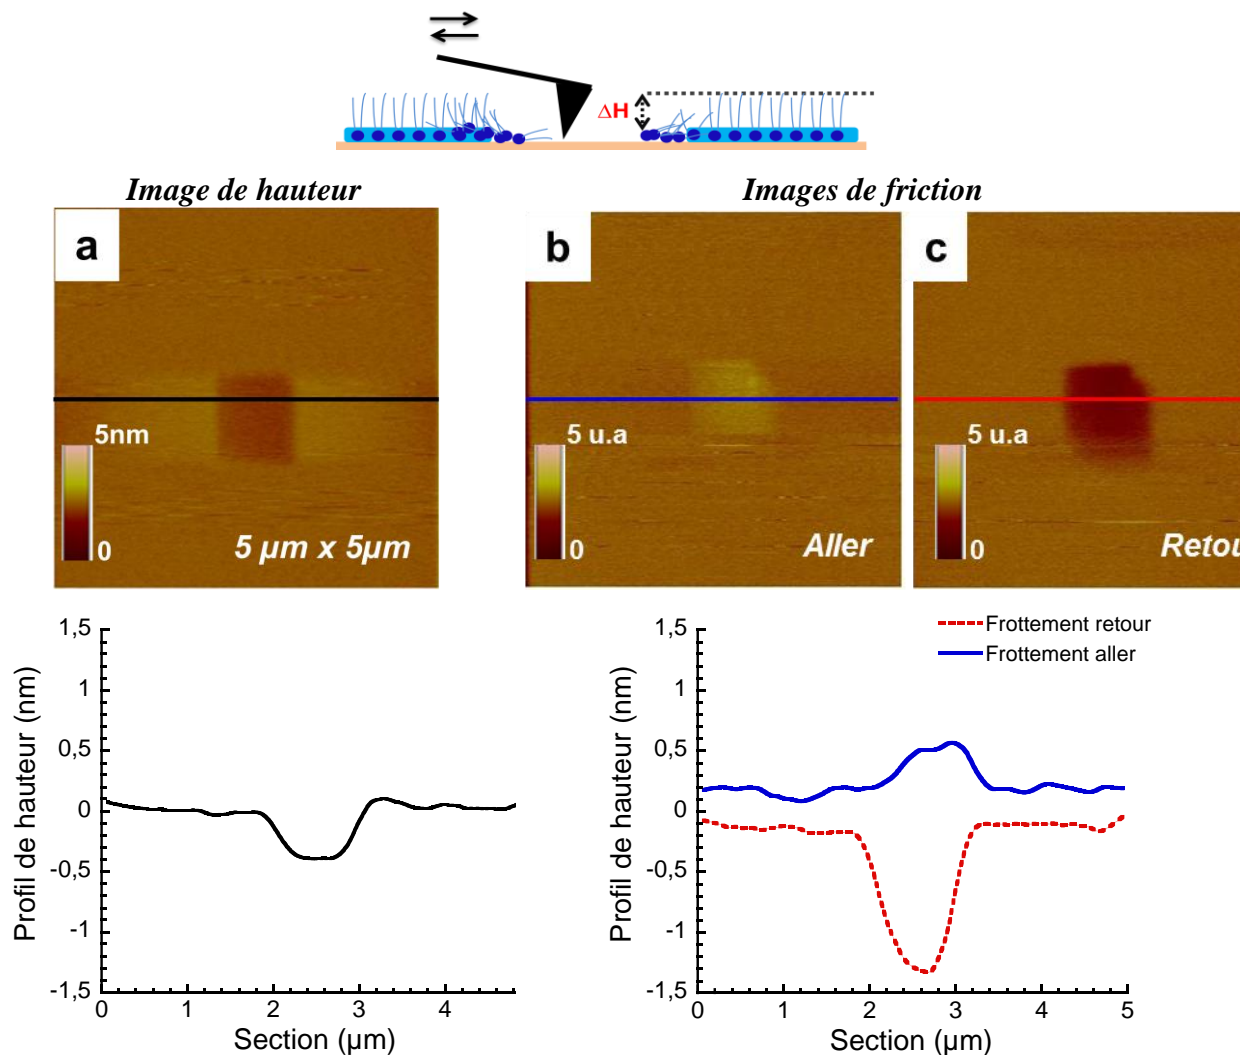 ΔH
Image de hauteur
Images de friction
a
b
c
5nm
0
5 µm x 5µm
5 u.a
0
Aller
5 u.a
0
Retou
Frottement retour
Frottement aller
Profil de hauteur (nm)
1,5
1
0,5
0
-0,5
-1
-1,5
0
1
2
3
4
Section (µm)
Profil de hauteur (nm)
1,5
1
0,5
0
-0,5
-1
-1,5
0
1
2
3
4
5
Section (µm)